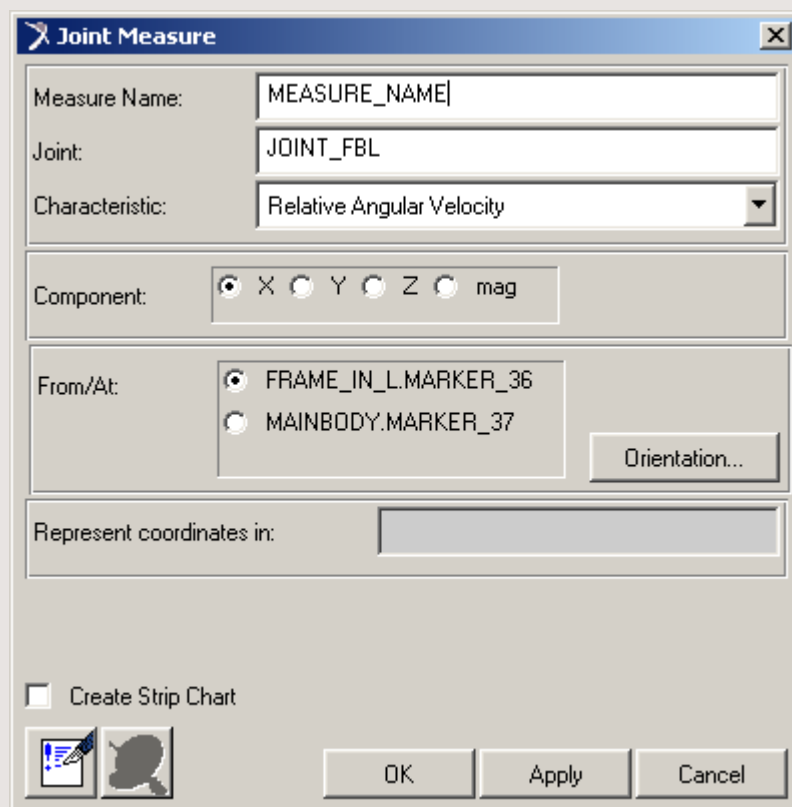 Joint Measure
Measure Name: MEASURE_NAME
Joint: JOINT_FBL
Characteristic: Relative Angular Velocity
Component: X Y Z mag
From/At: FRAME_IN_L.MARKER_36
MAINBODY.MARKER_37
Orientation...
Represent coordinates in:
Create Strip Chart
OK Apply Cancel